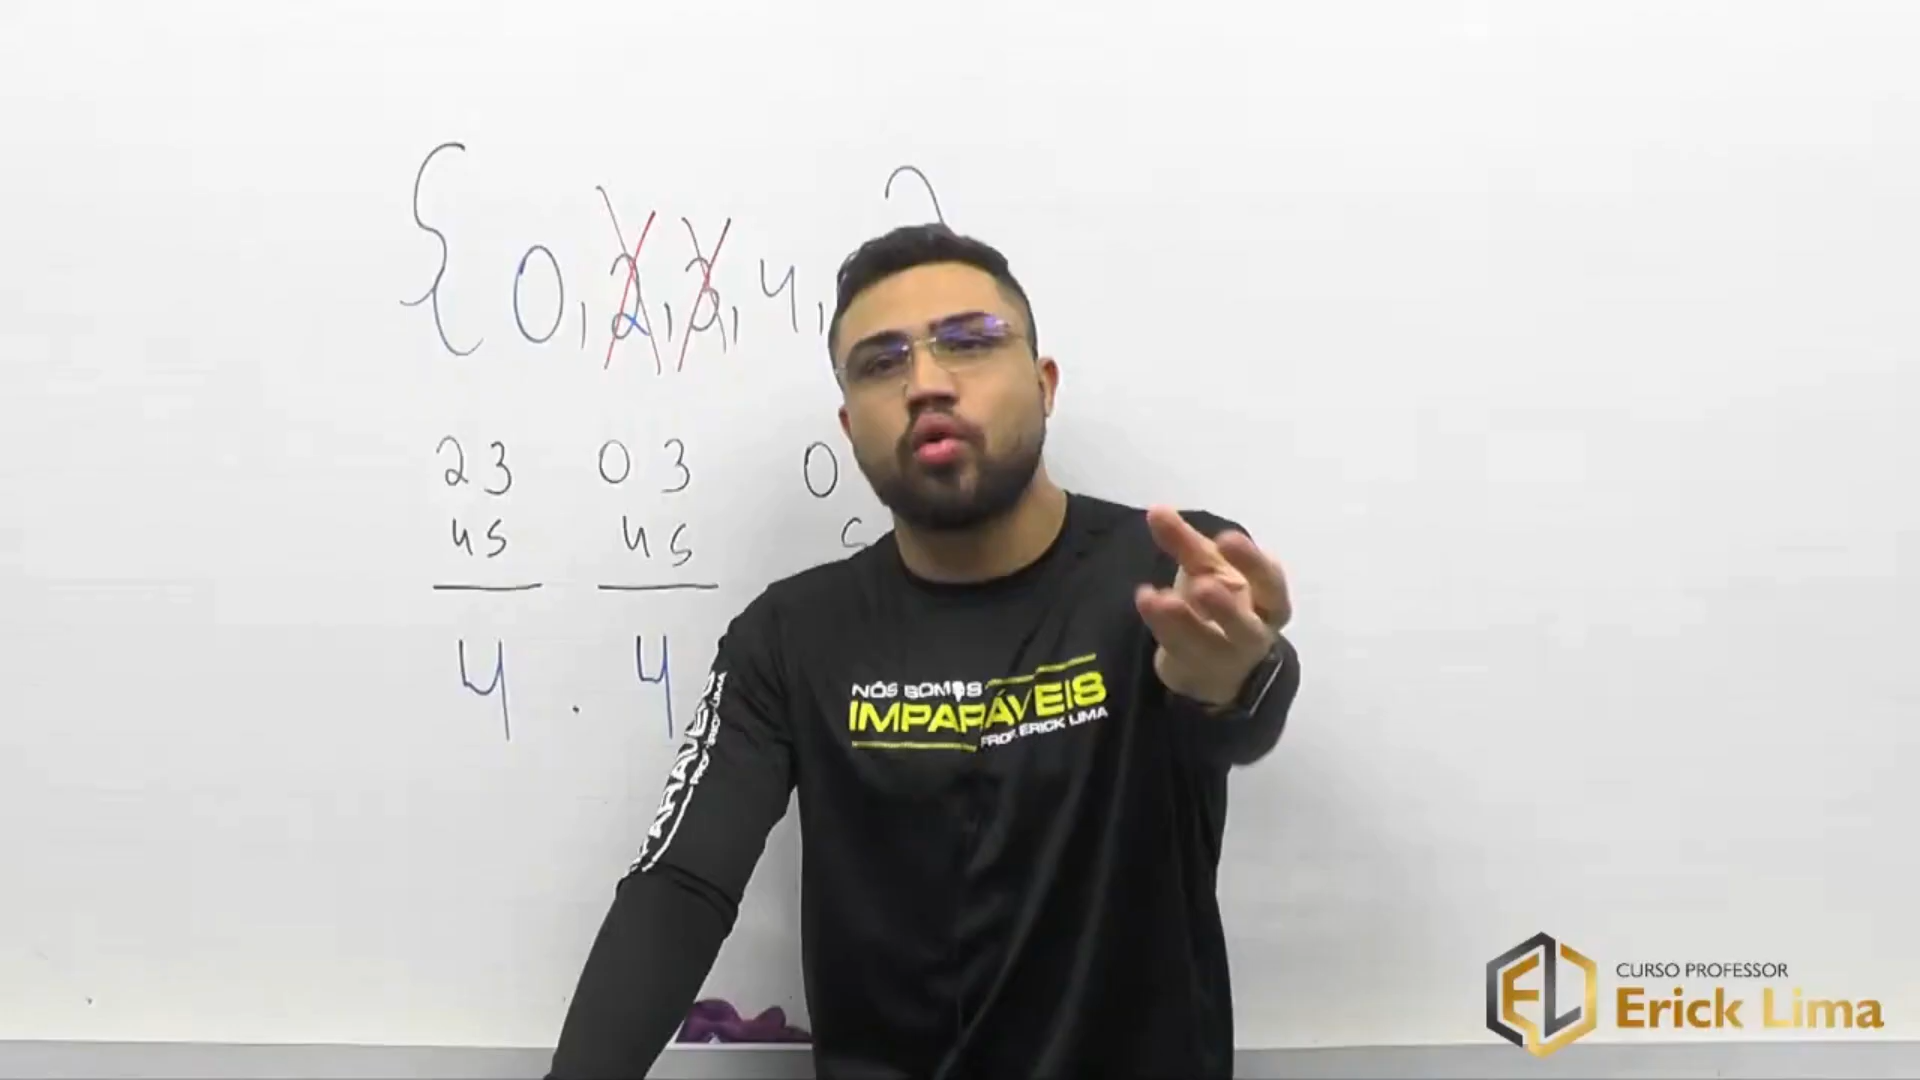 { 0, 2, 3, 4,
23 03 0
45 45 5
4 . 4
NÓS SOMOS
IMPARÁVEIS
PROF. ERICK LIMA
CURSO PROFESSOR
Erick Lima